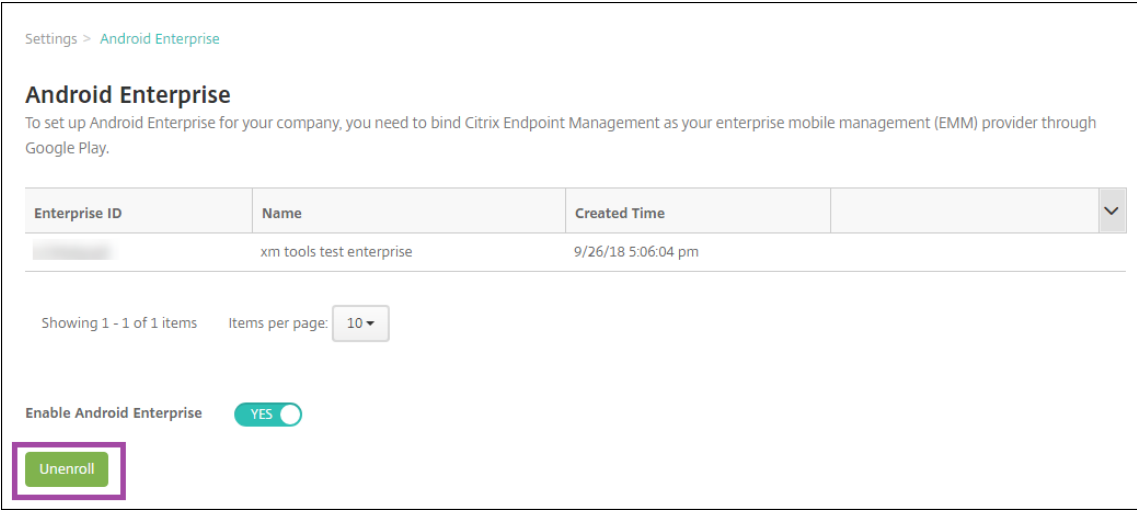 Settings > Android Enterprise
Android Enterprise
To set up Android Enterprise for your company, you need to bind Citrix Endpoint Management as your enterprise mobile management (EMM) provider through
Google Play.
Enterprise ID Name Created Time
xm tools test enterprise 9/26/18 5:06:04 pm
Showing 1 - 1 of 1 items Items per page: 10
Enable Android Enterprise YES
Unenroll